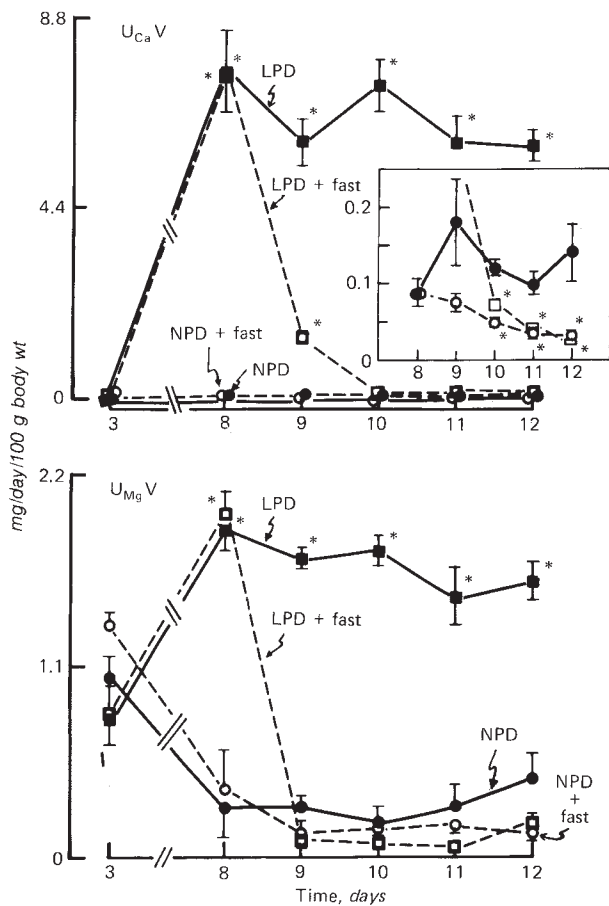 8.8
U_Ca V
* *
LPD
*
*
*
*
4.4
LPD + fast
0.2
0.1
0
*
*
*
*
*
*
8 9 10 11 12
*
NPD + fast
NPD
0
3 8 9 10 11 12
mg/day/100 g body wt
2.2
U_Mg V
*
*
LPD
*
*
*
*
LPD + fast
1.1
NPD
NPD
+
fast
0
3 8 9 10 11 12
Time, days